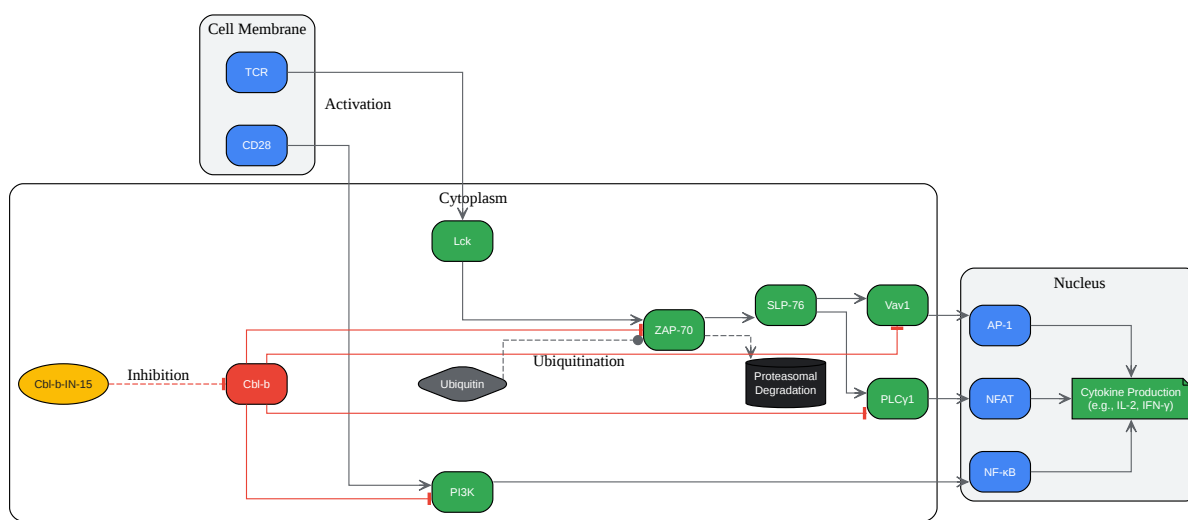 Cell Membrane
TCR
Activation
CD28
Cytoplasm
Lck
Nucleus
SLP-76
Vav1
ZAP-70
AP-1
Ubiquitination
Inhibition
Cbl-b-IN-15
Cbl-b
Ubiquitin
Proteasomal
Degradation
PLCγ1
NFAT
Cytokine Production
(e.g., IL-2, IFN-γ)
PI3K
NF-κB